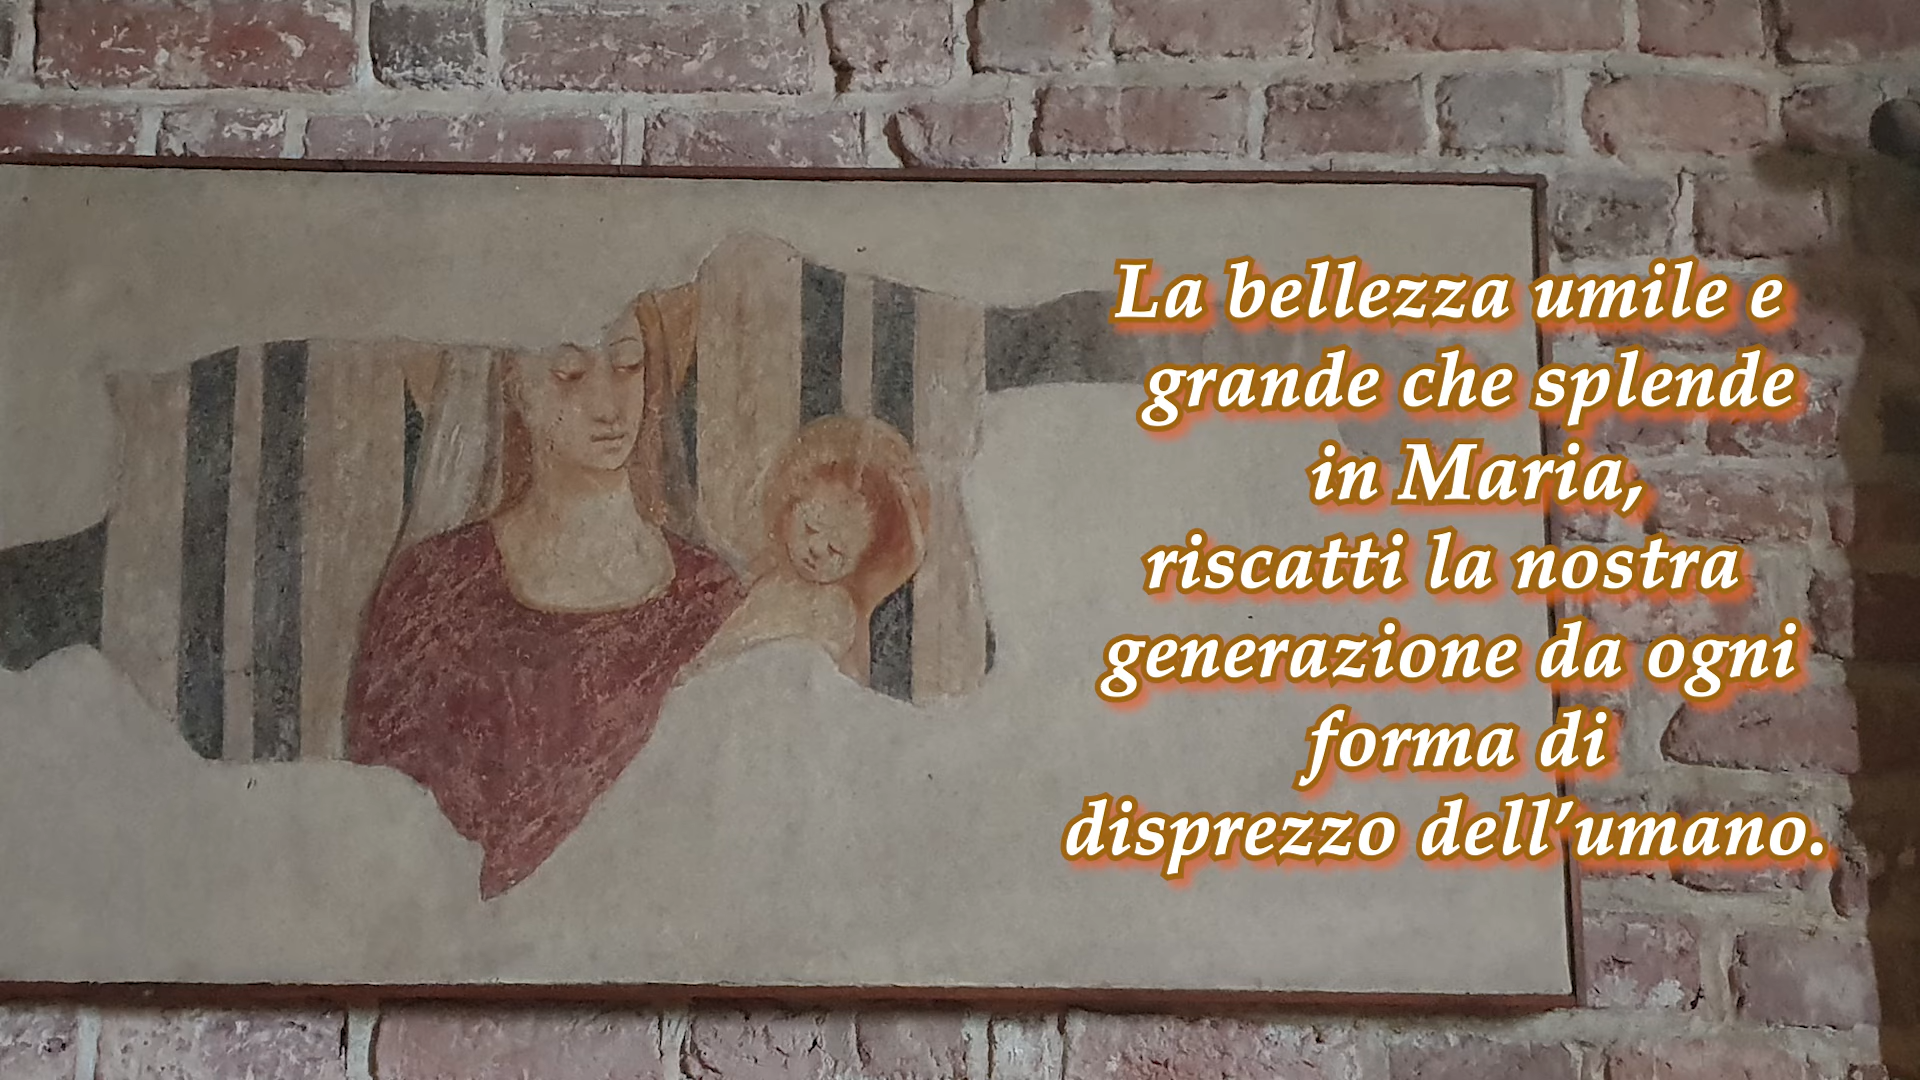 La bellezza umile e
grande che splende
in Maria,
riscatti la nostra
generazione da ogni
forma di
disprezzo dell’umano.